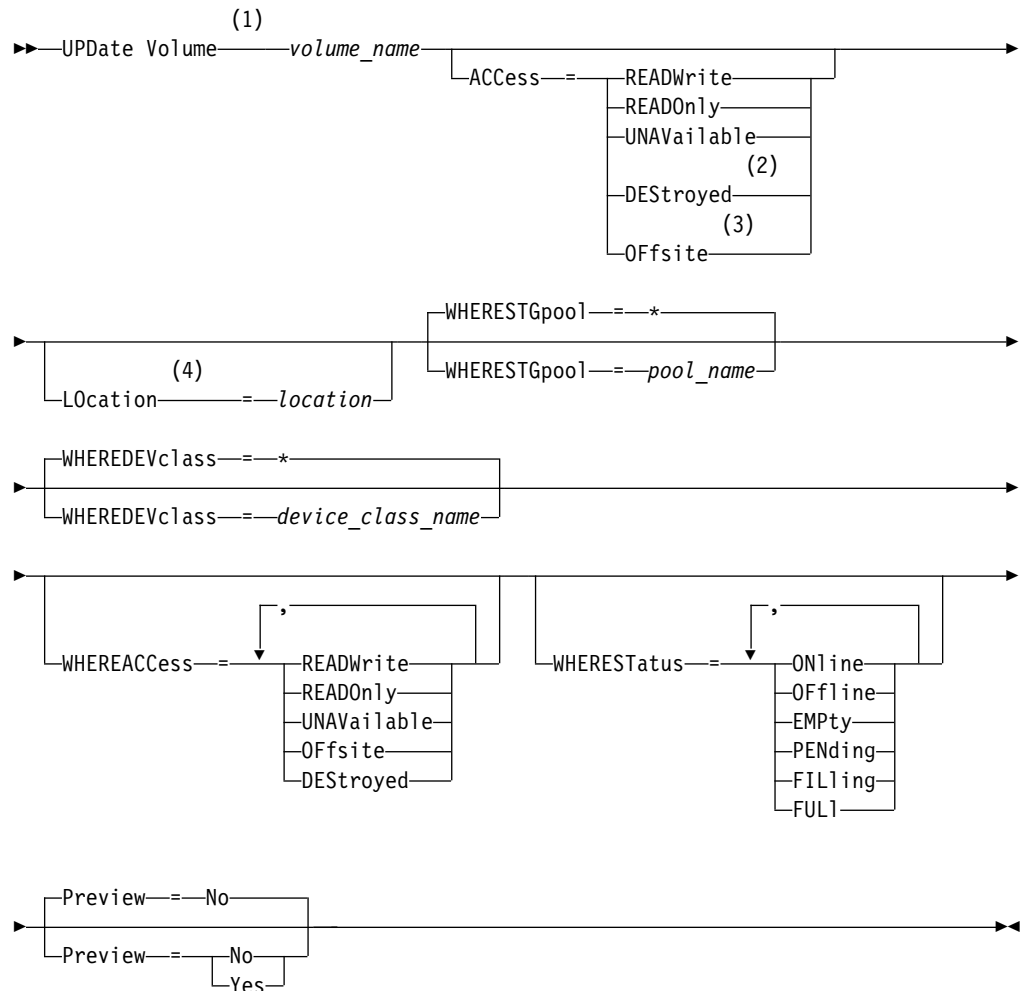 (1)
UPDate Volume volume_name
ACCess = READWrite
READOnly
UNAVailable
(2)
DEStroyed
(3)
OFfsite
WHERESTGpool = *
(4)
LOcation = location
WHERESTGpool = pool_name
WHEREDEVclass = *
WHEREDEVclass = device_class_name
, ,
WHEREACCess = READWrite WHERESTatus = ONline
READOnly OFfline
UNAVailable EMPty
OFfsite PENding
DEStroyed FILling
FULl
Preview = No
Preview = No
Yes